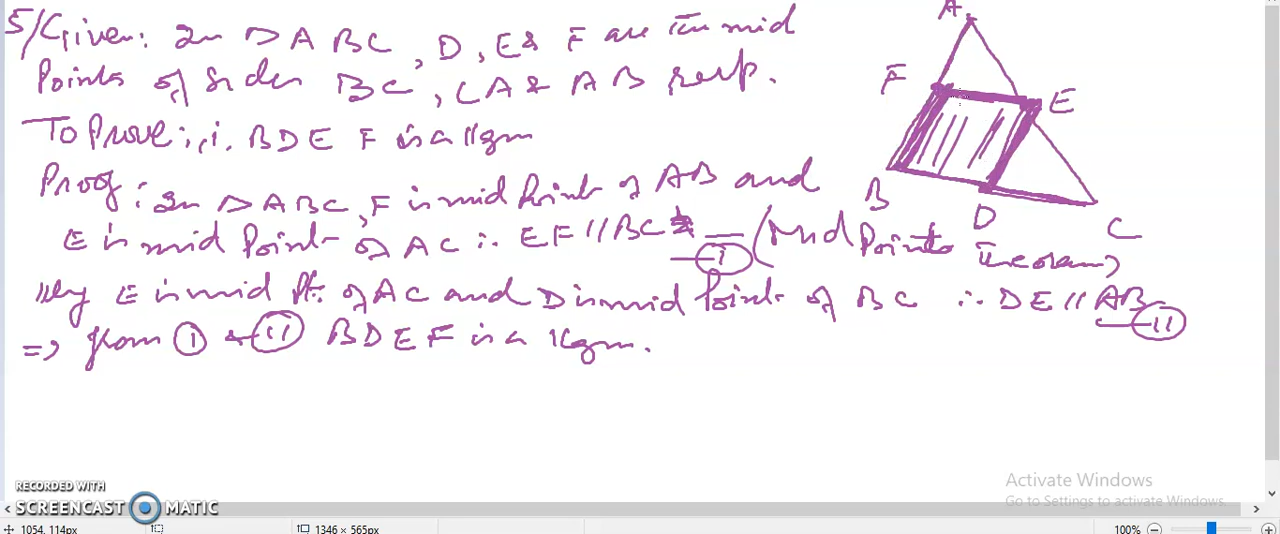 5/ Given: In △ABC, D, E & F are the mid
Points of Sides BC, CA & AB resp.
To Prove: i. BDEF is a ||gm
Proof: In △ABC, F is mid Point of AB and
E is mid Point of AC ∴ EF // BC — (i) (Mid Points Theorem)
|||ly E is mid Pt. of AC and D is mid Point of BC ∴ DE // AB — (ii)
=> from (i) & (ii) BDEF is a ||gm.
A
F
E
B
D
C
RECORDED WITH
SCREENCAST MATIC
Activate Windows
Go to Settings to activate Windows.
1054, 114px
1346 × 565px
100%